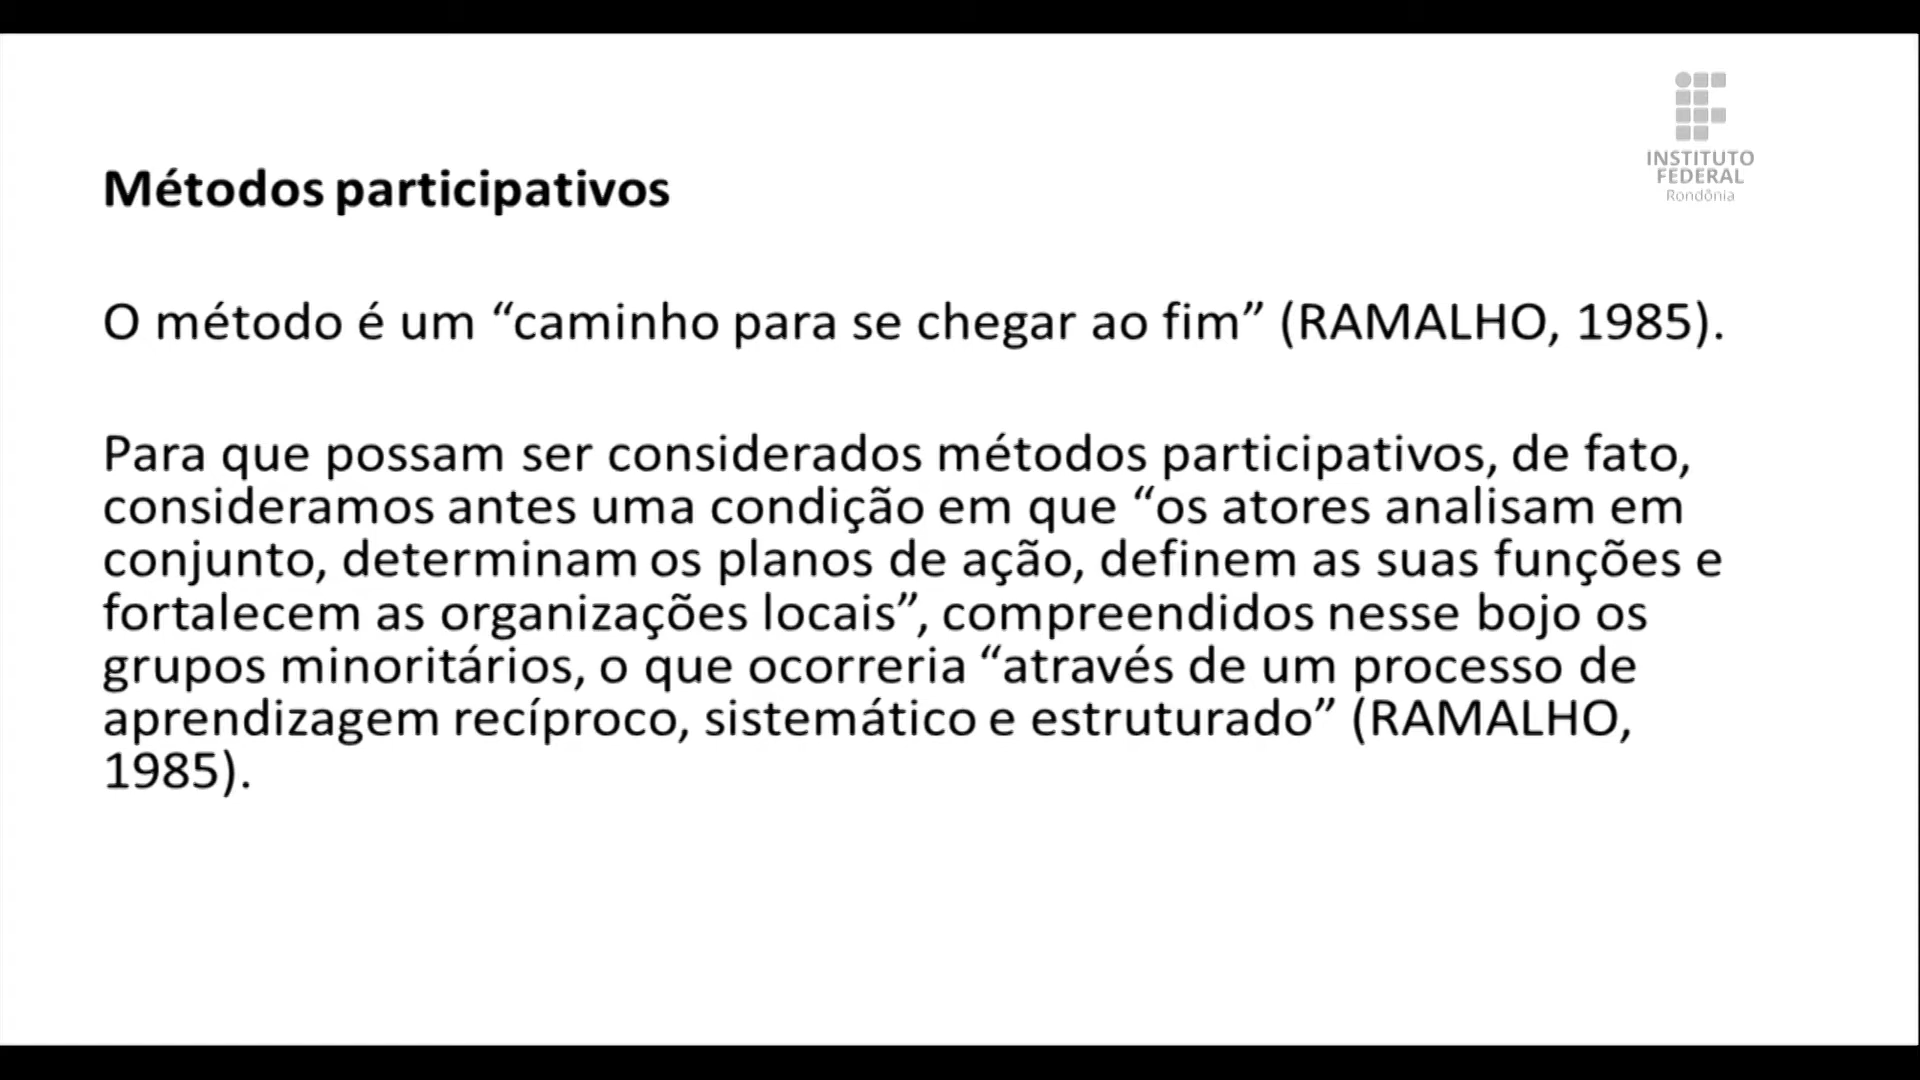 INSTITUTO
FEDERAL
Rondônia
Métodos participativos
O método é um “caminho para se chegar ao fim” (RAMALHO, 1985).
Para que possam ser considerados métodos participativos, de fato,
consideramos antes uma condição em que “os atores analisam em
conjunto, determinam os planos de ação, definem as suas funções e
fortalecem as organizações locais”, compreendidos nesse bojo os
grupos minoritários, o que ocorreria “através de um processo de
aprendizagem recíproco, sistemático e estruturado” (RAMALHO,
1985).